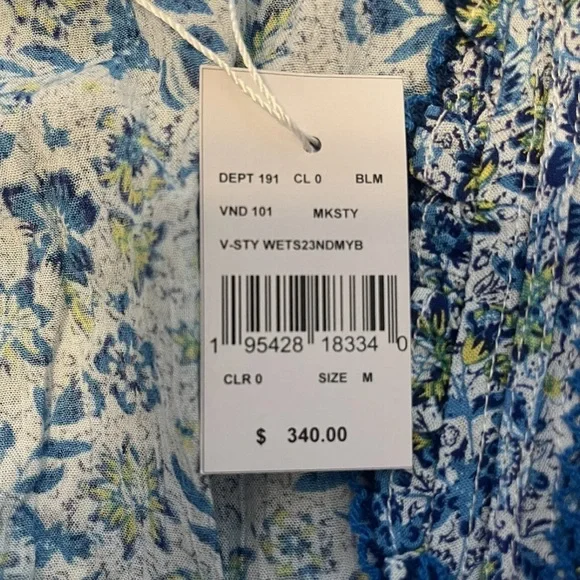 DEPT 191 CL 0 BLM
VND 101 MKSTY
V-STY WETS23NDMYB
1 95428 18334 0
CLR 0 SIZE M
$ 340.00